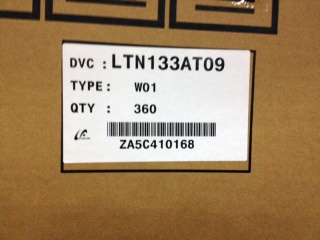 DVC : LTN133AT09
TYPE: W01
QTY : 360
ZA5C410168